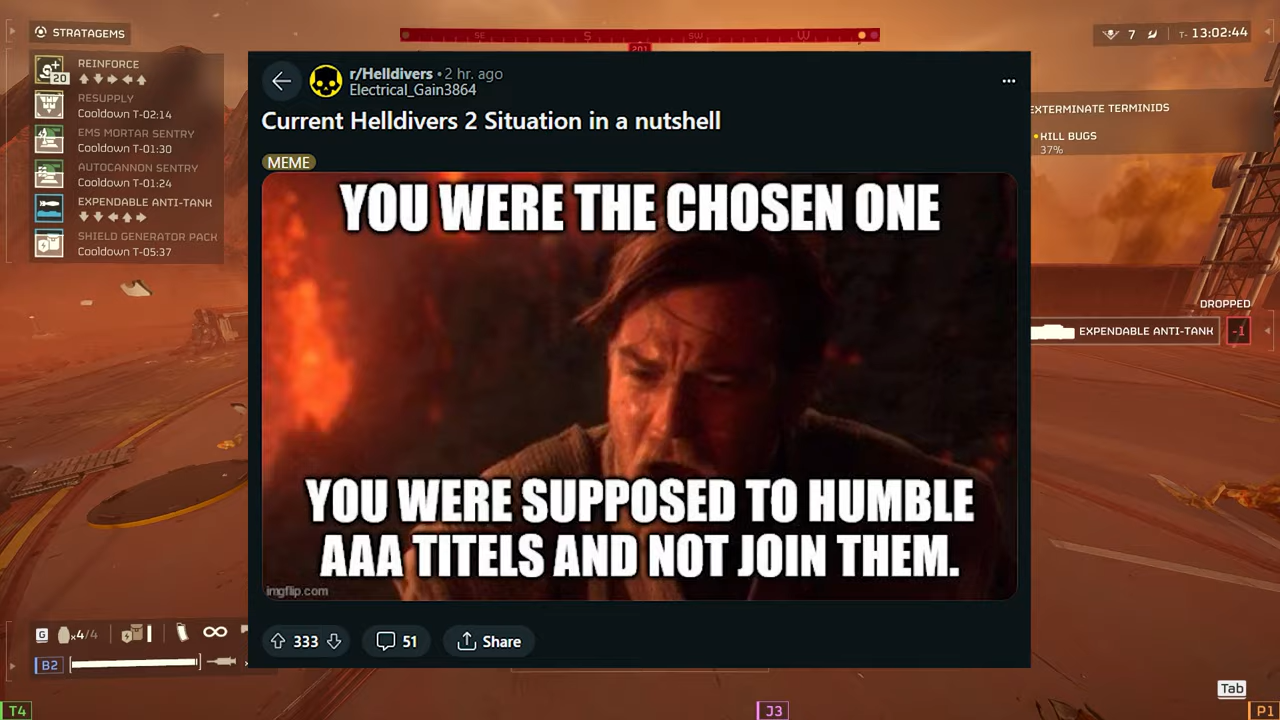 STRATAGEMS
REINFORCE
20
RESUPPLY
Cooldown T-02:14
EMS MORTAR SENTRY
Cooldown T-01:30
AUTOCANNON SENTRY
Cooldown T-01:24
EXPENDABLE ANTI-TANK
SHIELD GENERATOR PACK
Cooldown T-05:37
SE S SW W
201
7 T- 13:02:44
EXTERMINATE TERMINIDS
KILL BUGS
37%
DROPPED
EXPENDABLE ANTI-TANK -1
r/Helldivers • 2 hr. ago
Electrical_Gain3864
Current Helldivers 2 Situation in a nutshell
MEME
YOU WERE THE CHOSEN ONE
YOU WERE SUPPOSED TO HUMBLE
AAA TITELS AND NOT JOIN THEM.
imgflip.com
333 51 Share
G x4/4
B2
Tab
T4 J3 P1